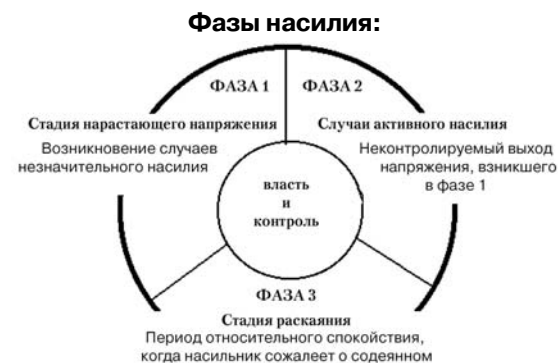 Фазы насилия:
ФАЗА 1
Стадия нарастающего напряжения
Возникновение случаев
незначительного насилия
ФАЗА 2
Случаи активного насилия
Неконтролируемый выход
напряжения, взникшего
в фазе 1
власть
и
контроль
ФАЗА 3
Стадия раскаяния
Период относительного спокойствия,
когда насильник сожалеет о содеянном